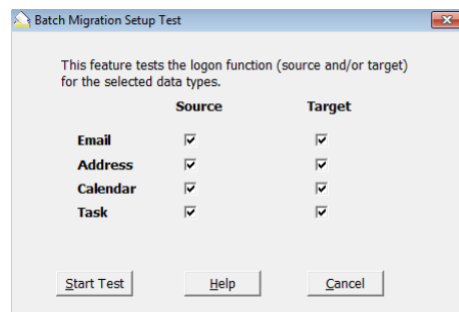 Batch Migration Setup Test
This feature tests the logon function (source and/or target)
for the selected data types.
Source Target
Email
Address
Calendar
Task
Start Test Help Cancel